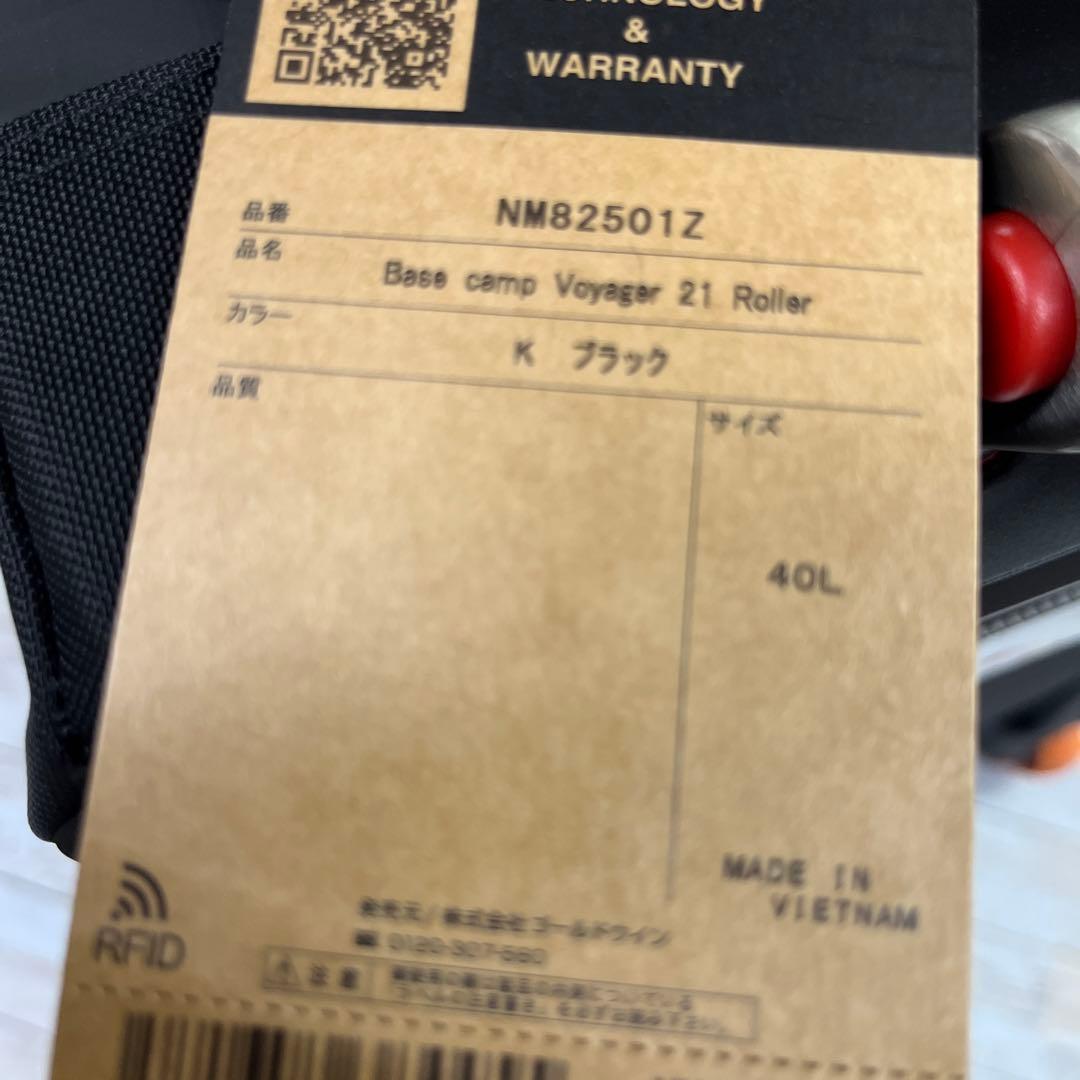 &
WARRANTY
品番 NM82501Z
品名 Base camp Voyager 21 Roller
カラー K ブラック
品質
サイズ
40L
MADE IN
VIETNAM
RFID
発売元/株式会社ゴールドウイン
☎ 0120-307-560
⚠注意